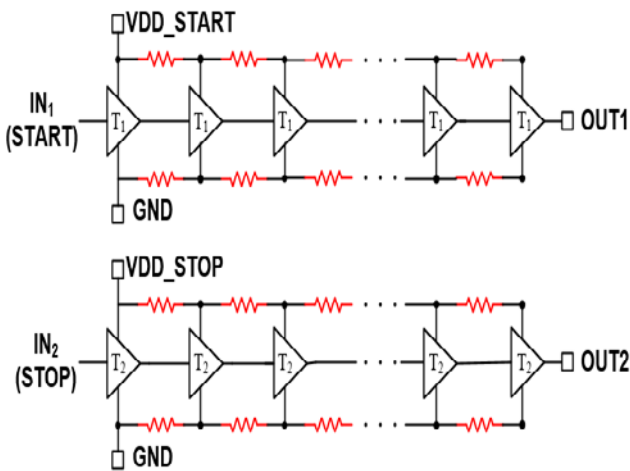 VDD_START
IN₁
(START)
T₁ T₁ T₁ . . . T₁ T₁
OUT1
GND
VDD_STOP
IN₂
(STOP)
T₂ T₂ T₂ . . . T₂ T₂
OUT2
GND